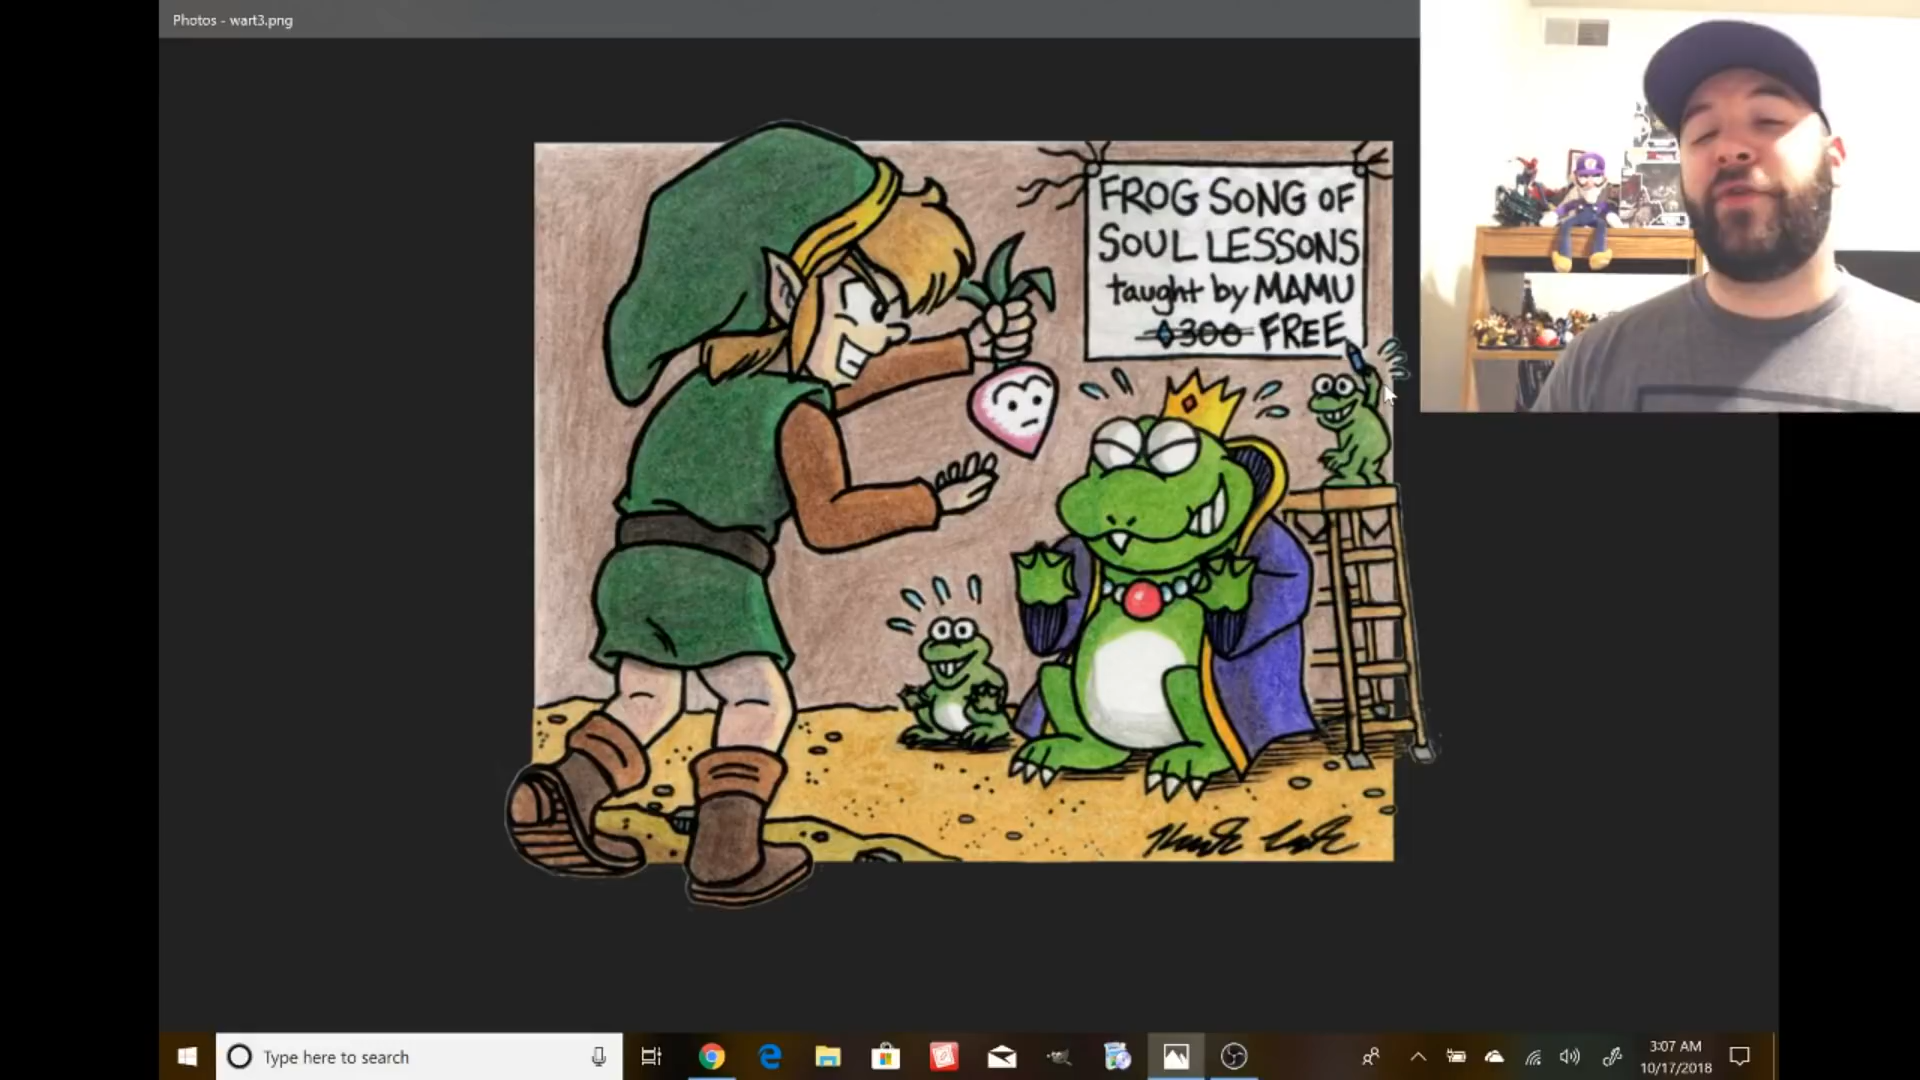 Photos - wart3.png
FROG SONG OF
SOUL LESSONS
taught by MAMU
300 FREE
Type here to search
3:07 AM
10/17/2018